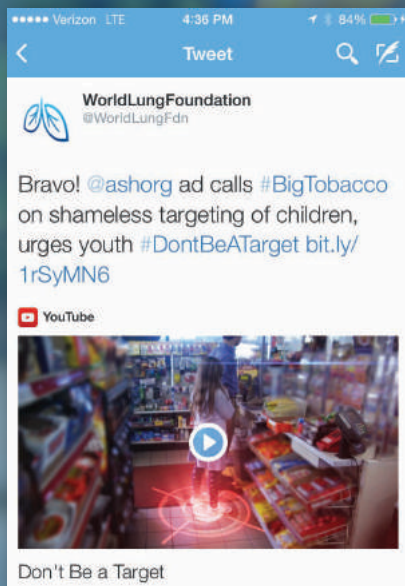 Verizon LTE 4:36 PM 84%
Tweet
WorldLungFoundation
@WorldLungFdn
Bravo! @ashorg ad calls #BigTobacco
on shameless targeting of children,
urges youth #DontBeATarget bit.ly/
1rSyMN6
YouTube
Don't Be a Target